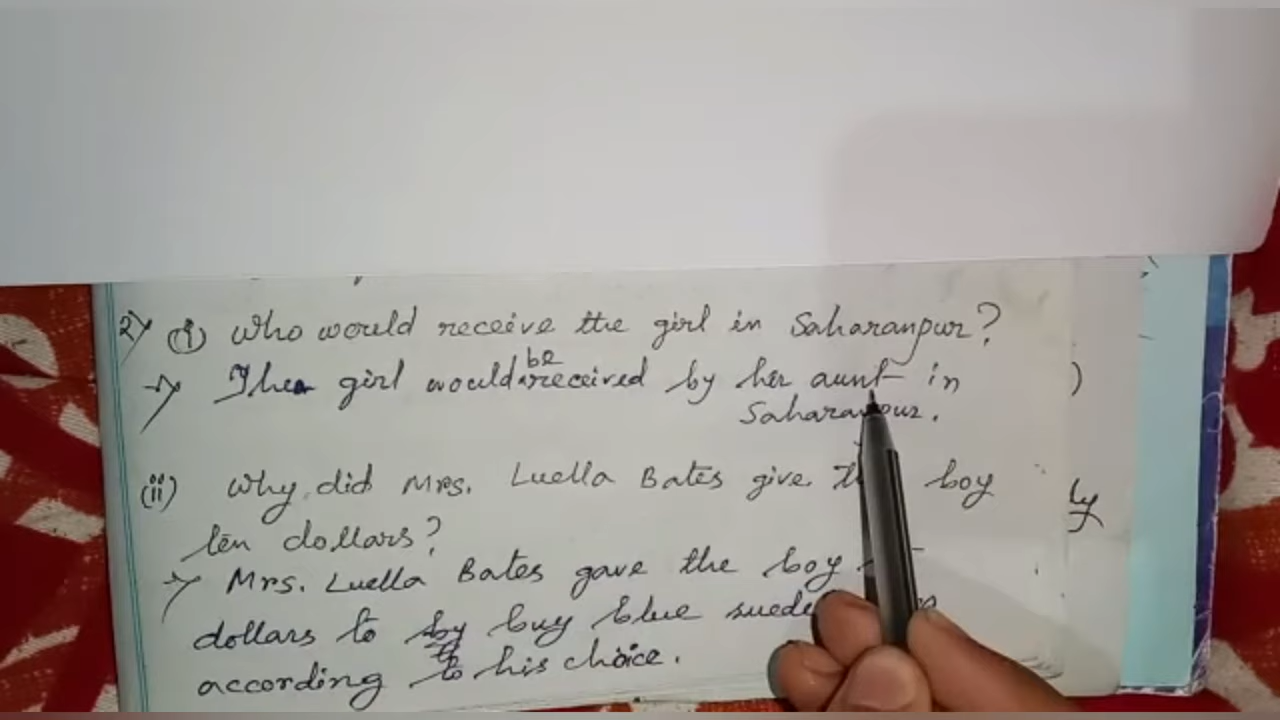 2) (i) Who would receive the girl in Saharanpur?
→ The girl would be received by her aunt in
Saharanpur.
(ii) Why did Mrs. Luella Bates give boy
ten dollars?
→ Mrs. Luella Bates gave the boy
dollars to buy blue suede
according to his choice.
ly